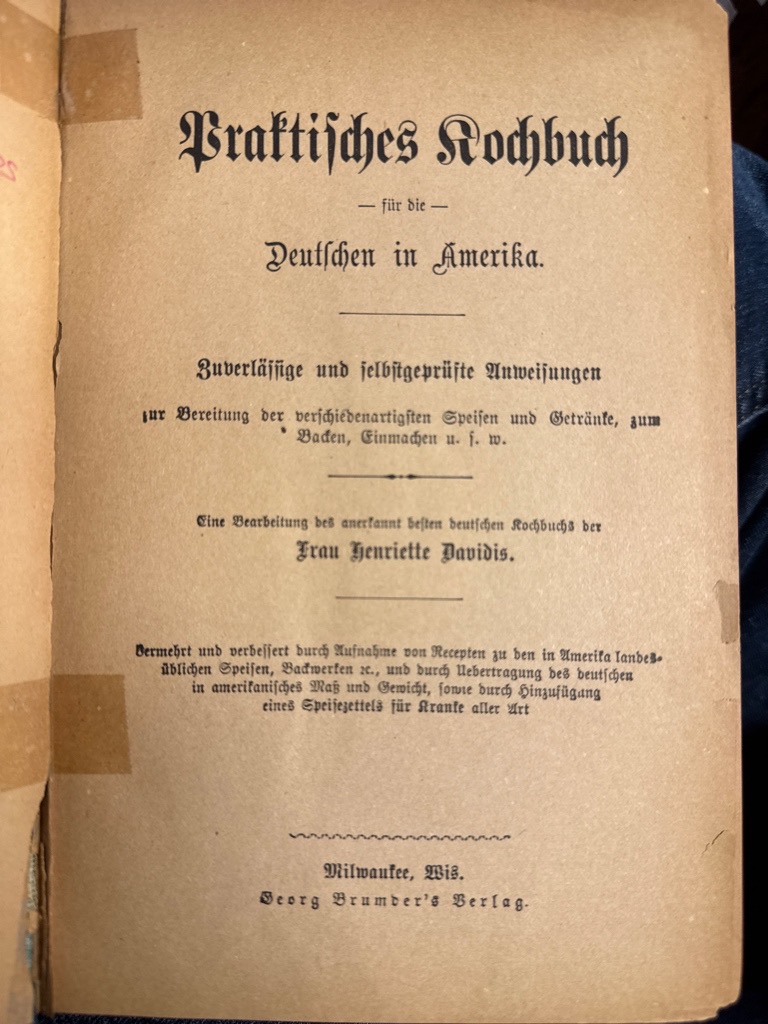 Praktisches Kochbuch
— für die —
Deutschen in Amerika.
Zuverlässige und selbstgeprüfte Anweisungen
zur Bereitung der verschiedenartigsten Speisen und Getränke, zum
Backen, Einmachen u. s. w.
Eine Bearbeitung des anerkannt besten deutschen Kochbuchs der
Frau Henriette Davidis.
Vermehrt und verbessert durch Aufnahme von Recepten zu den in Amerika landes-
üblichen Speisen, Backwerken ꝛc., und durch Uebertragung des deutschen
in amerikanisches Maß und Gewicht, sowie durch Hinzufügung
eines Speisezettels für Kranke aller Art
Milwaukee, Wis.
Georg Brumder's Verlag.